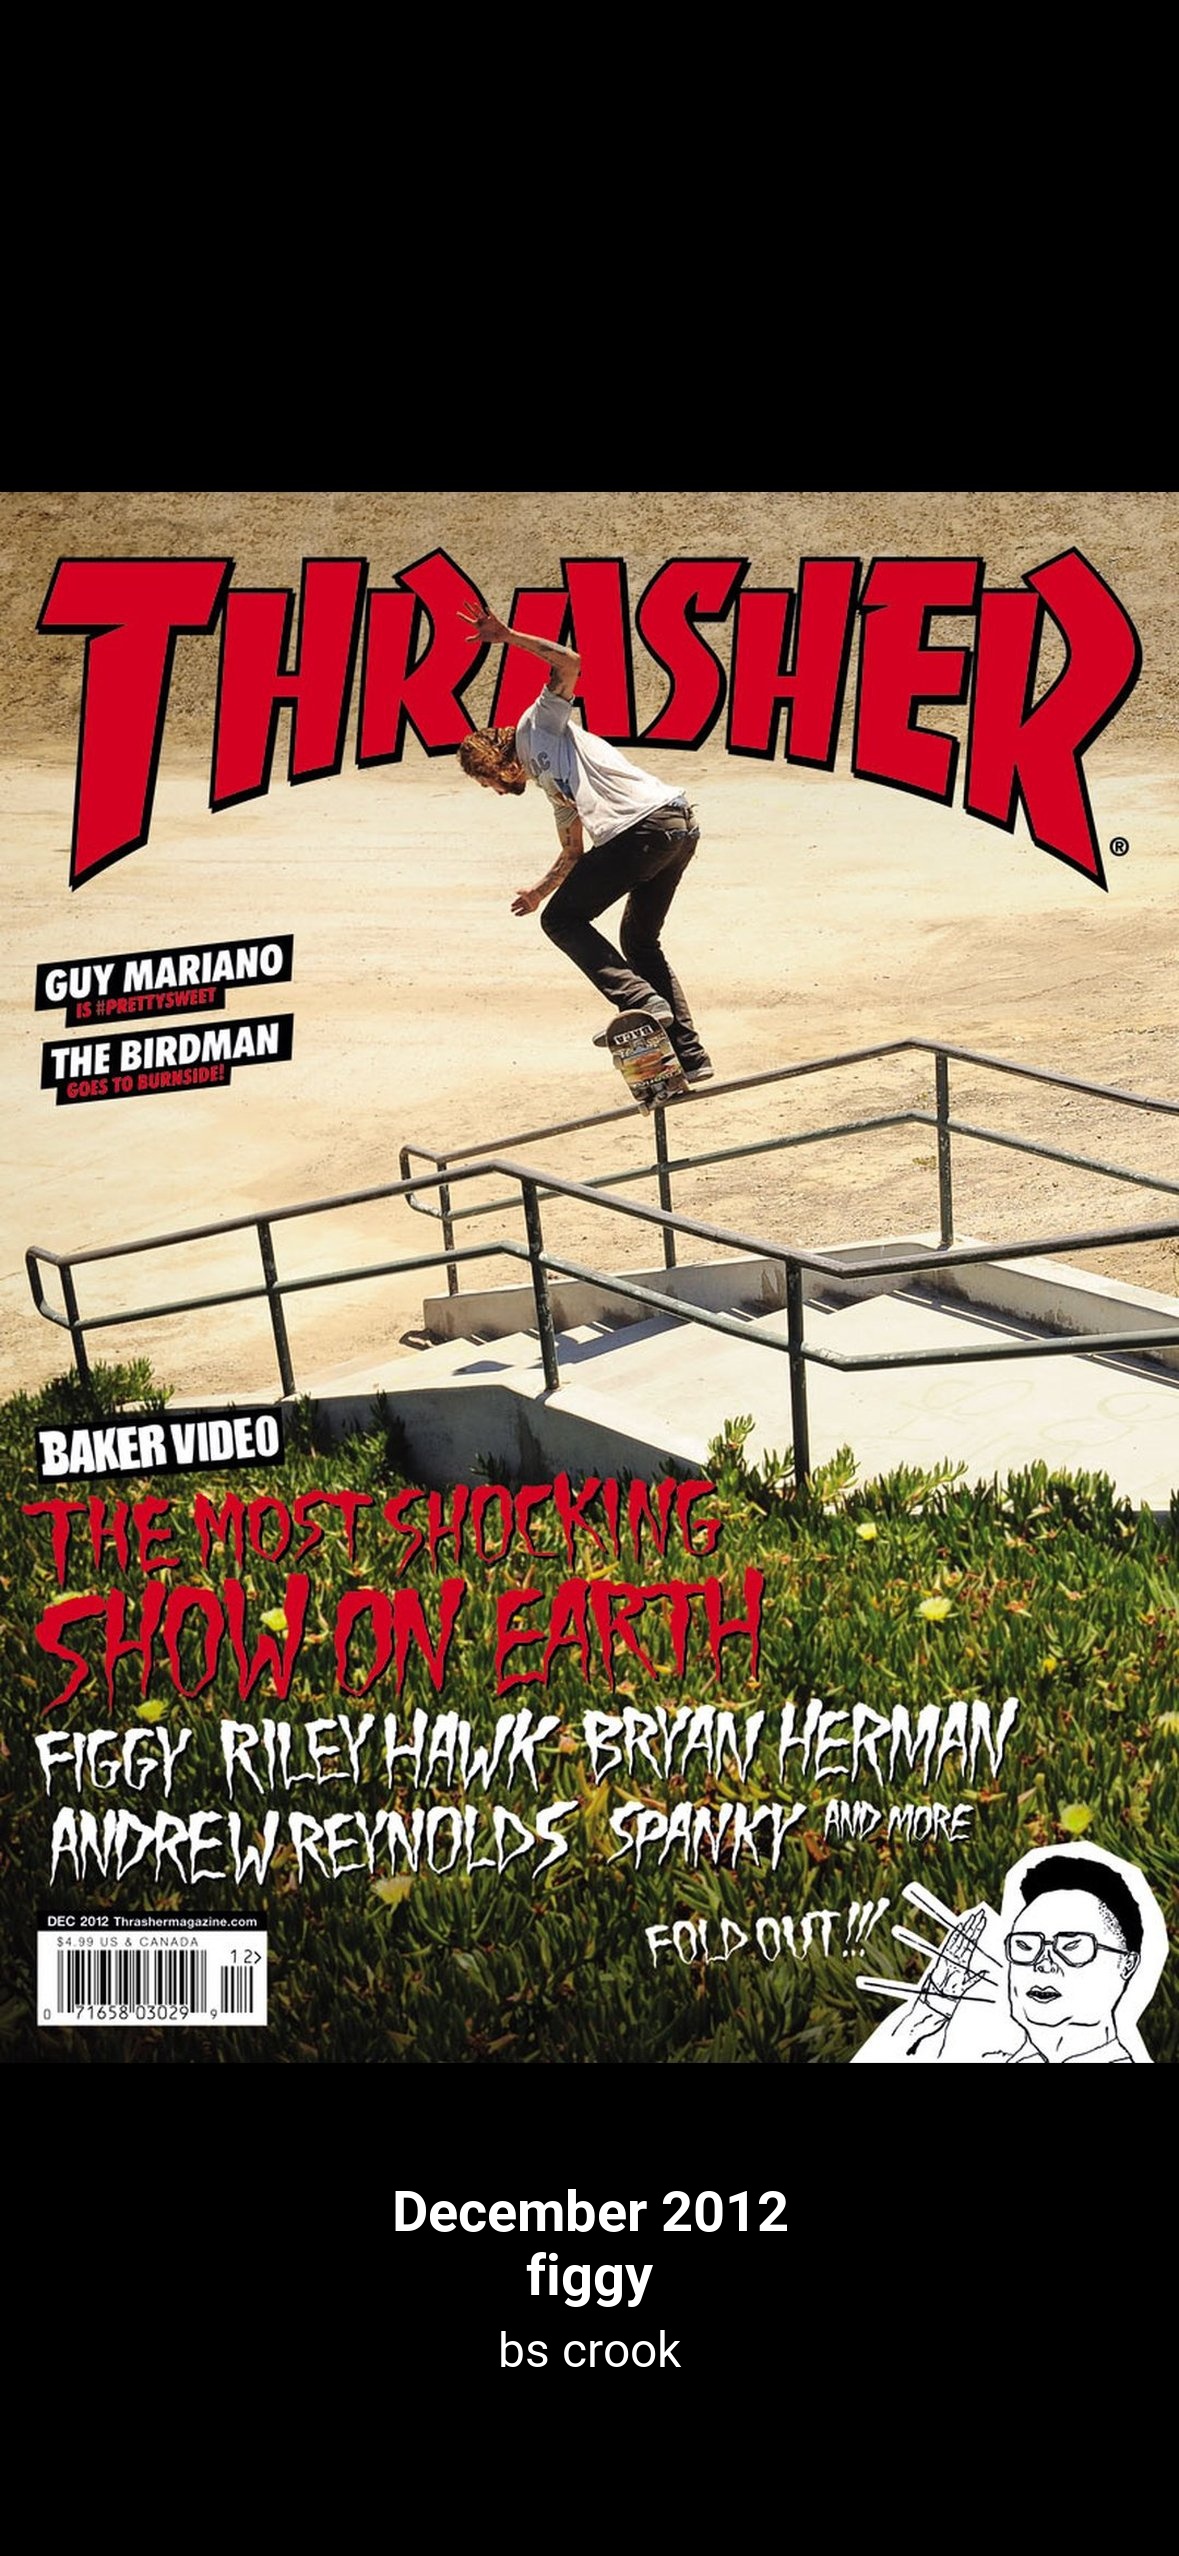 THRASHER
®
GUY MARIANO
IS #PRETTYSWEET
THE BIRDMAN
GOES TO BURNSIDE!
BAKER VIDEO
THE MOST SHOCKING
SHOW ON EARTH
FIGGY RILEY HAWK BRYAN HERMAN
ANDREW REYNOLDS SPANKY AND MORE
FOLD OUT!!!
DEC 2012 Thrashermagazine.com
$4.99 US & CANADA
12>
0 71658 03029 9
December 2012
figgy
bs crook